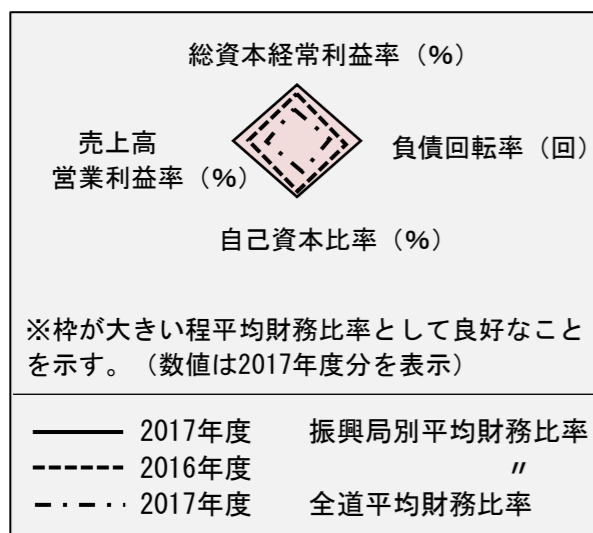 総資本経常利益率（%）
売上高
営業利益率（%）
負債回転率（回）
自己資本比率（%）
※枠が大きい程平均財務比率として良好なこと
を示す。（数値は2017年度分を表示）
2017年度　振興局別平均財務比率
2016年度　〃
2017年度　全道平均財務比率